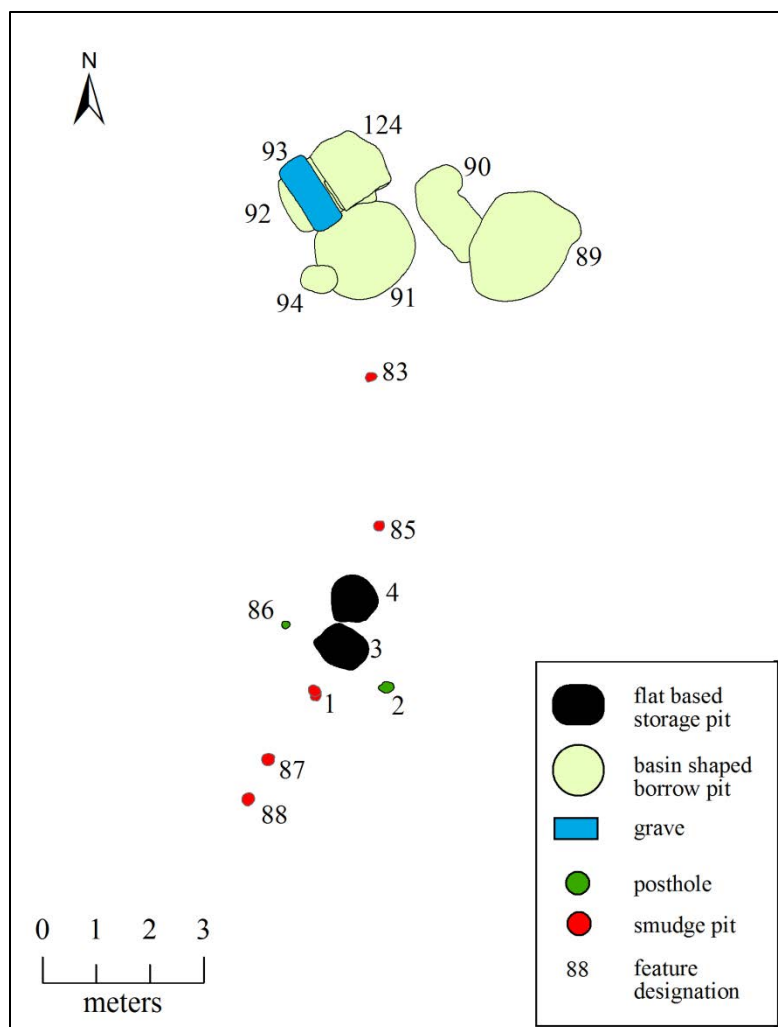 N
124
93
90
92
89
94
91
83
85
4
86
3
1
2
87
88
0 1 2 3
meters
flat based
storage pit
basin shaped
borrow pit
grave
posthole
smudge pit
88 feature
designation